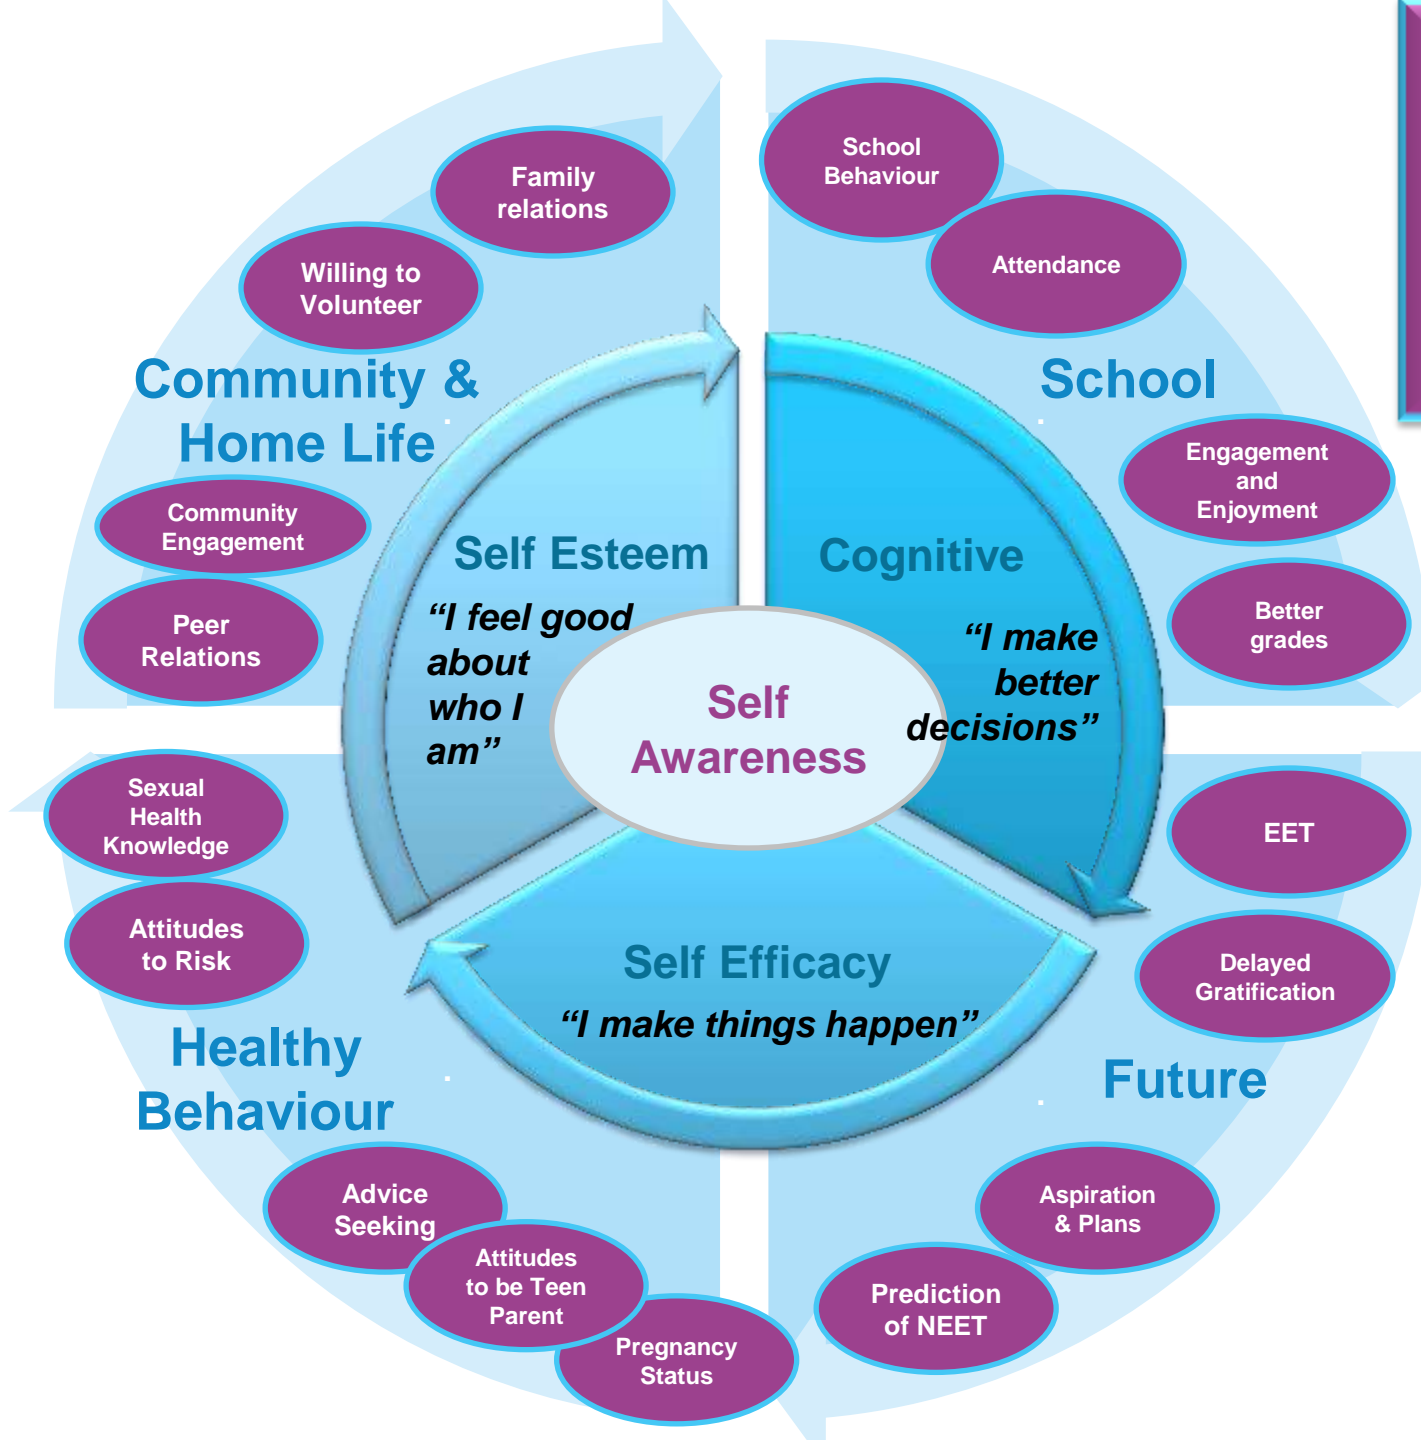 Family
relations
Willing to
Volunteer
Community &
Home Life
Community
Engagement
Peer
Relations
School
Behaviour
Attendance
School
Engagement
and
Enjoyment
Better
grades
Self Esteem
“I feel good
about
who I
am”
Cognitive
“I make
better
decisions”
Self
Awareness
Self Efficacy
“I make things happen”
Sexual
Health
Knowledge
Attitudes
to Risk
Healthy
Behaviour
Advice
Seeking
Attitudes
to be Teen
Parent
Pregnancy
Status
EET
Delayed
Gratification
Future
Aspiration
& Plans
Prediction
of NEET